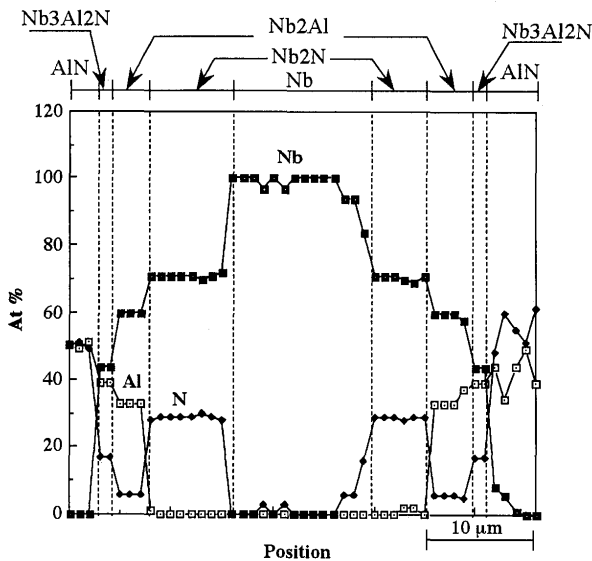 Nb3Al2N Nb2Al Nb3Al2N
AlN Nb2N AlN
Nb
120
100
80
60
40
20
0
At %
Nb
Al
N
10 µm
Position